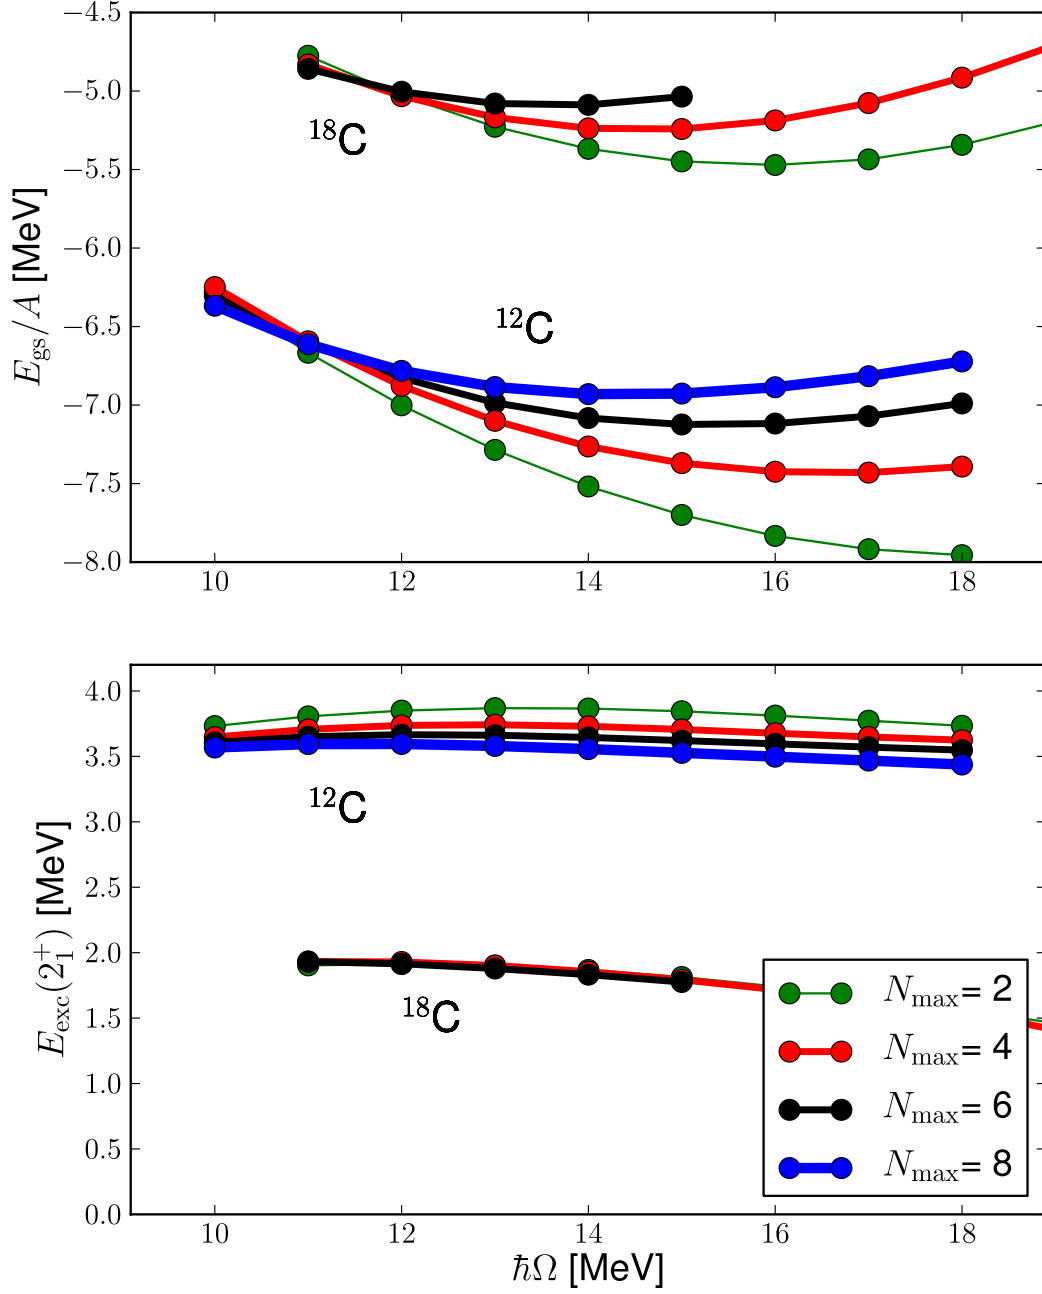 −4.5
−5.0
−5.5
−6.0
−6.5
−7.0
−7.5
−8.0
E_gs/A [MeV]
¹⁸C
¹²C
10 12 14 16 18
4.0
3.5
3.0
2.5
2.0
1.5
1.0
0.5
0.0
E_exc(2₁⁺) [MeV]
¹²C
¹⁸C
N_max= 2
N_max= 4
N_max= 6
N_max= 8
10 12 14 16 18
ℏΩ [MeV]